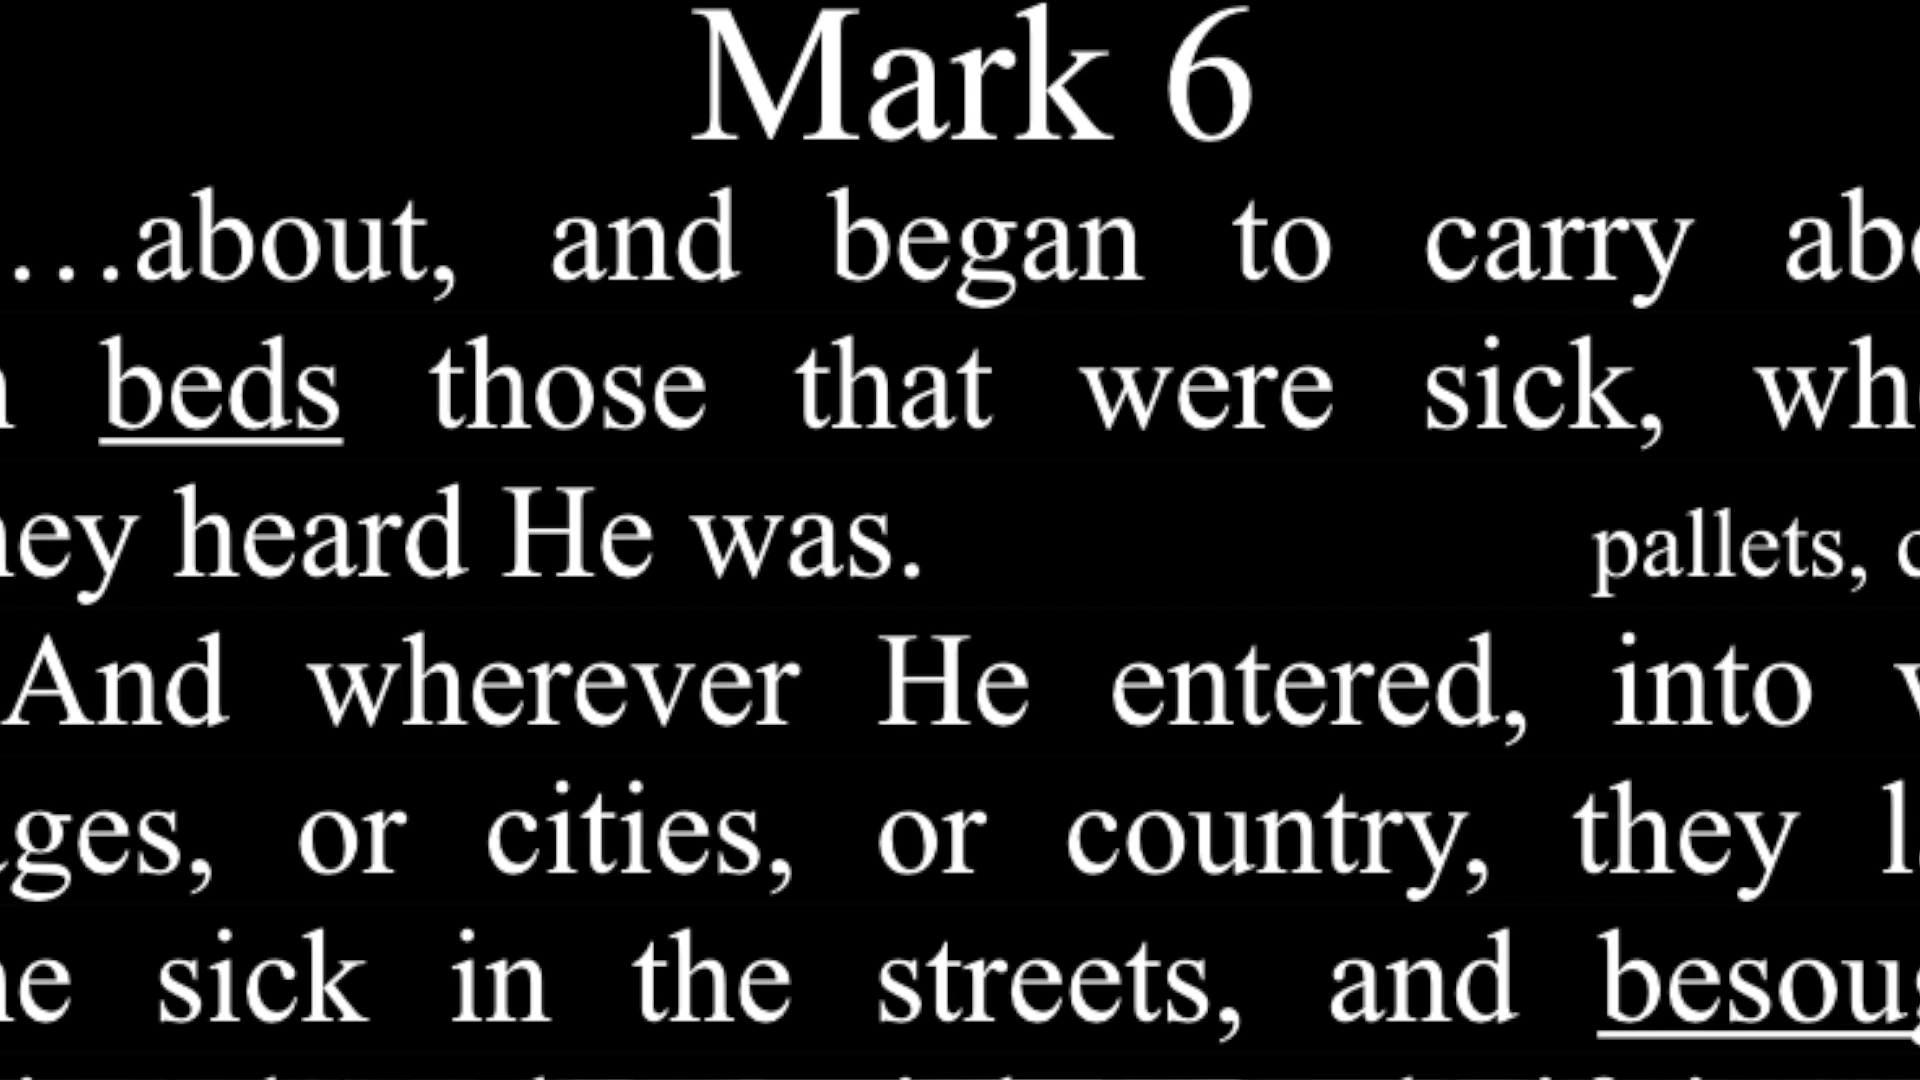 Mark 6
…about, and began to carry
beds those that were sick,
heard He was. pallets,
And wherever He entered, into
or cities, or country, they
sick in the streets, and